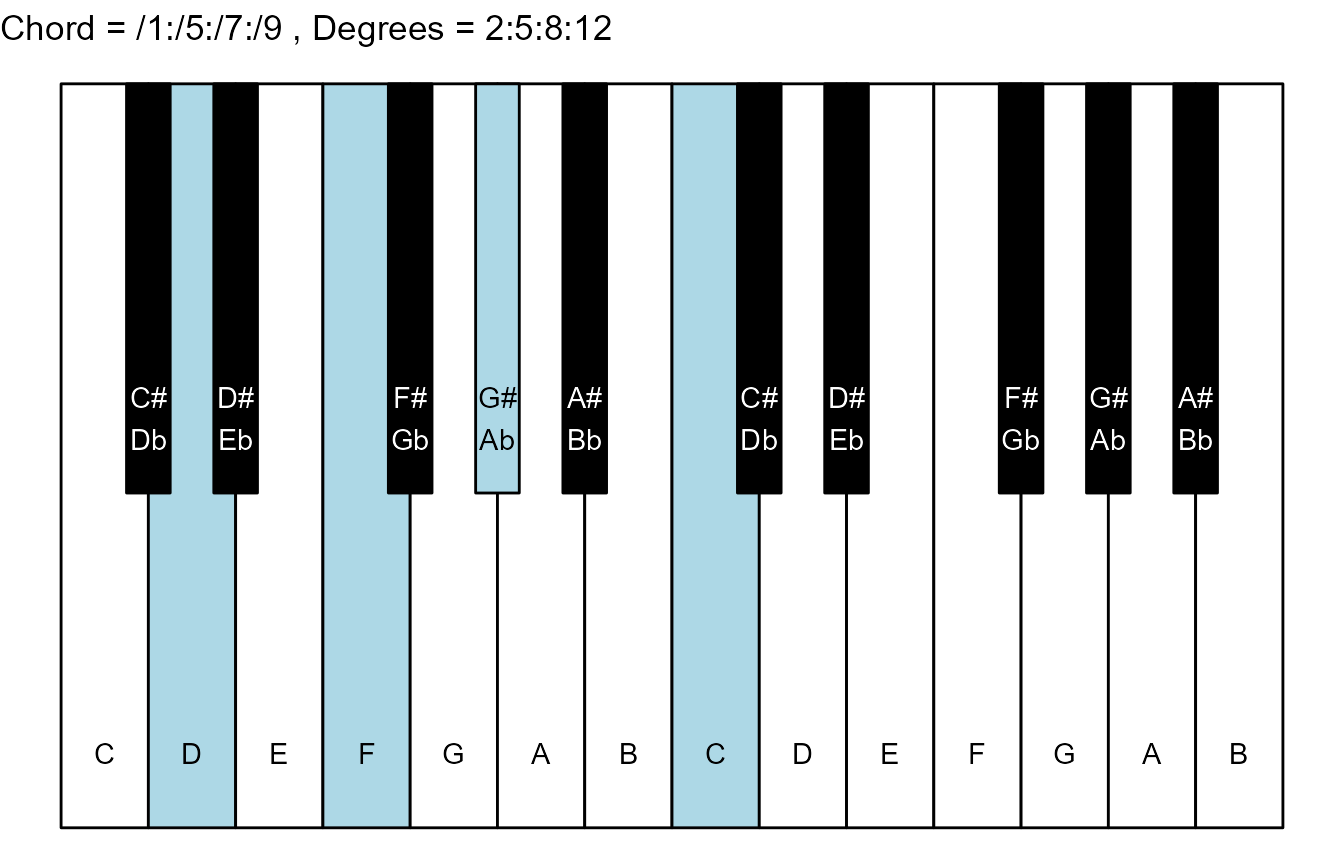 Chord = /1:/5:/7:/9 , Degrees = 2:5:8:12
C# D# F# G# A# C# D# F# G# A#
Db Eb Gb Ab Bb Db Eb Gb Ab Bb
C D E F G A B C D E F G A B